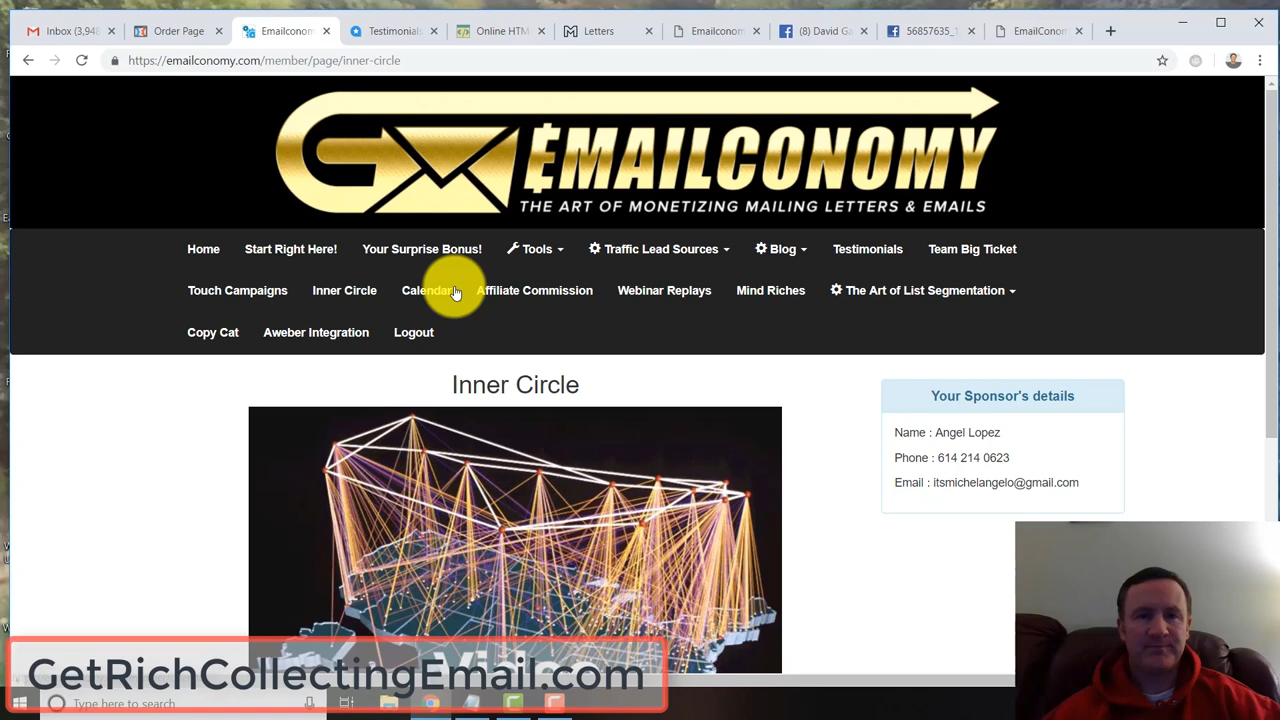 Inbox (3,948
Order Page
Emailconom
Testimonials
Online HTM
Letters
Emailconom
(8) David Ga
56857635_1
EmailConom
https://emailconomy.com/member/page/inner-circle
EMAILCONOMY
THE ART OF MONETIZING MAILING LETTERS & EMAILS
Home Start Right Here! Your Surprise Bonus! Tools Traffic Lead Sources Blog Testimonials Team Big Ticket
Touch Campaigns Inner Circle Calendar Affiliate Commission Webinar Replays Mind Riches The Art of List Segmentation
Copy Cat Aweber Integration Logout
Inner Circle
Your Sponsor's details
Name : Angel Lopez
Phone : 614 214 0623
Email : itsmichelangelo@gmail.com
GetRichCollectingEmail.com
Type here to search